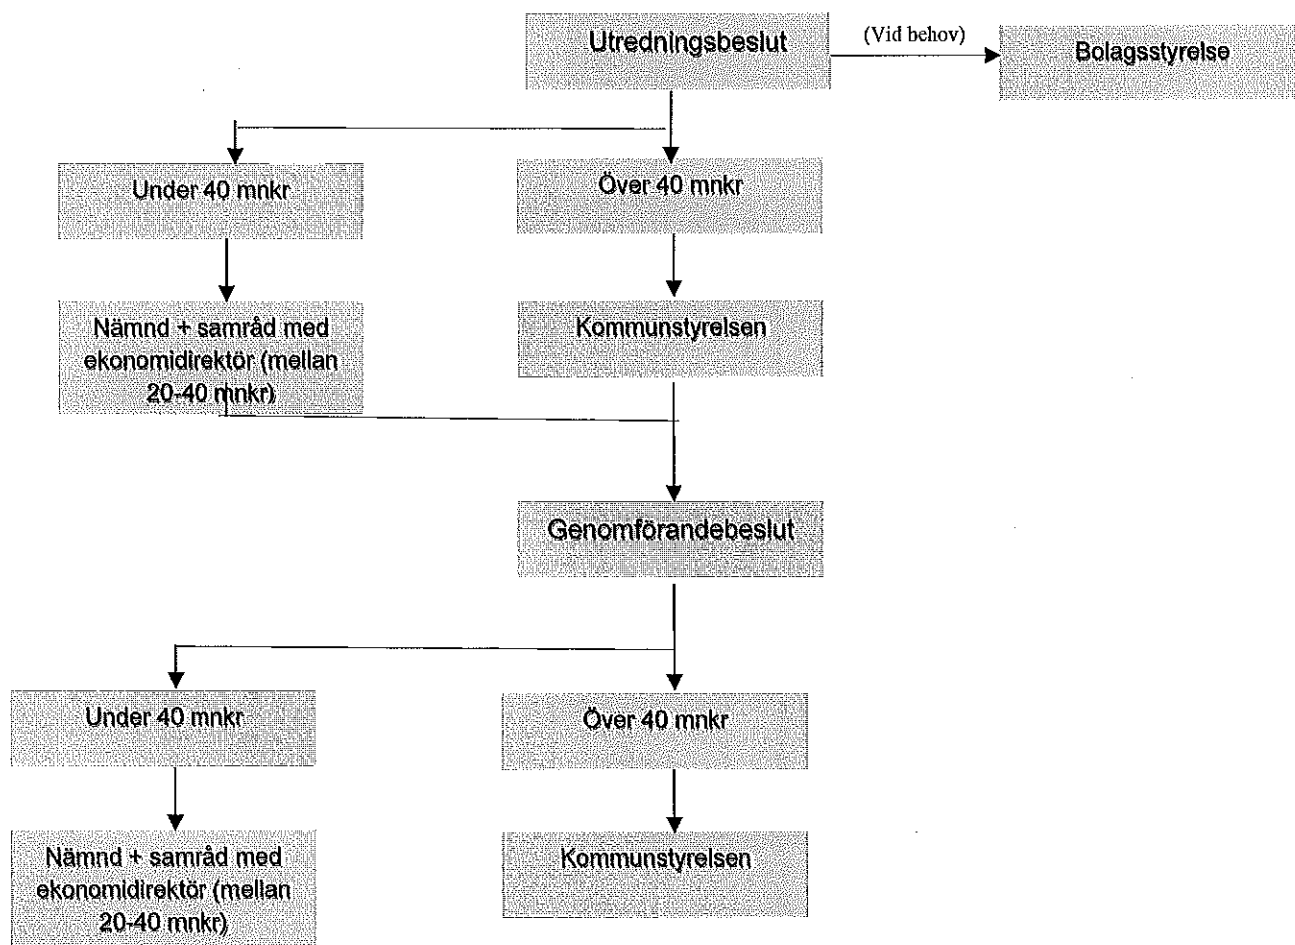 Utredningsbeslut
(Vid behov)
Bolagsstyrelse
Under 40 mnkr
Över 40 mnkr
Nämnd + samråd med
ekonomidirektör (mellan
20-40 mnkr)
Kommunstyrelsen
Genomförandebeslut
Under 40 mnkr
Över 40 mnkr
Nämnd + samråd med
ekonomidirektör (mellan
20-40 mnkr)
Kommunstyrelsen